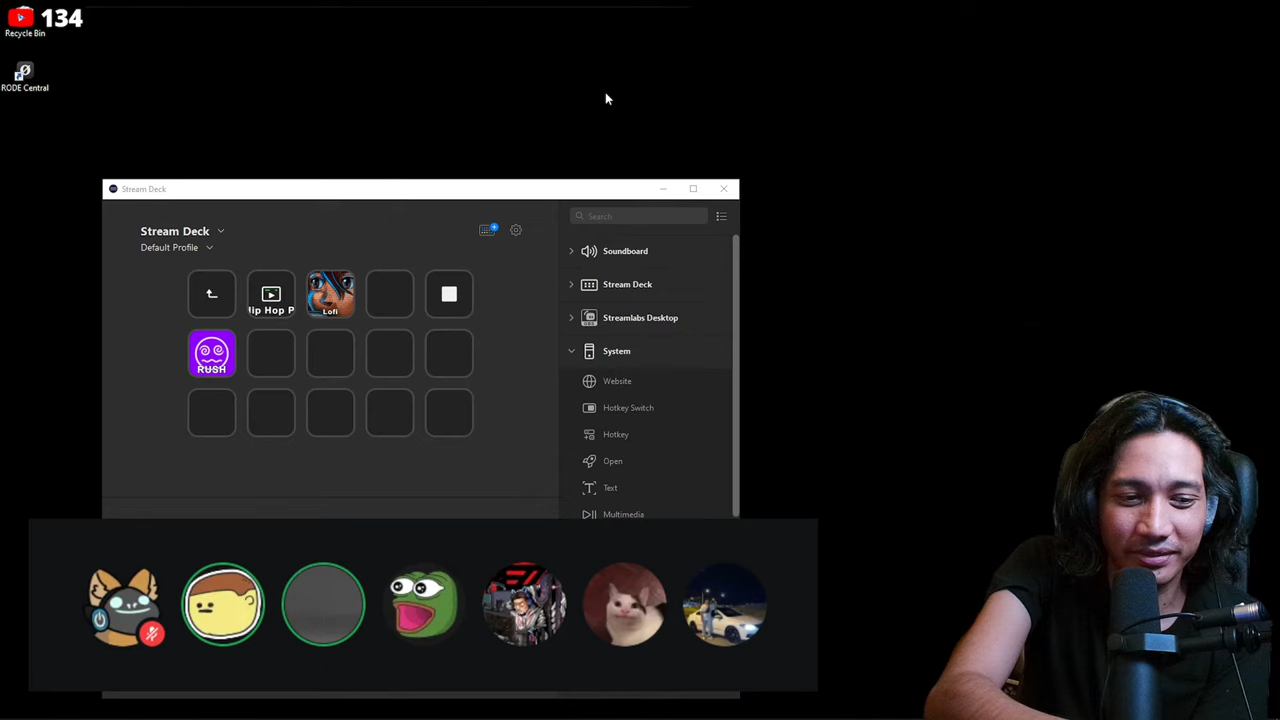 134
Recycle Bin
RODE Central
Stream Deck
Stream Deck
Default Profile
Search
Soundboard
Stream Deck
Streamlabs Desktop
System
Website
Hotkey Switch
Hotkey
Open
Text
Multimedia
lip Hop P
Lofi
RUSH